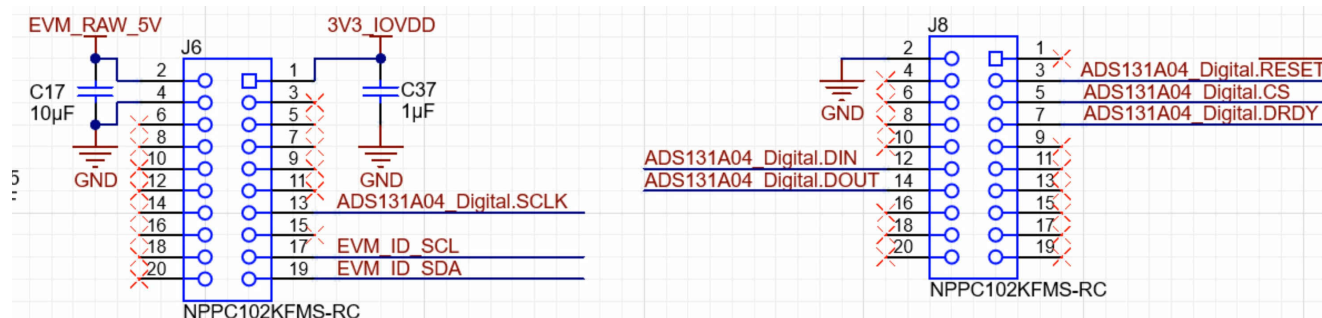 EVM_RAW_5V
3V3_IOVDD
J6
C17
10µF
C37
1µF
2 1
4 3
6 5
8 7
10 9
12 11
14 13 ADS131A04_Digital.SCLK
16 15
18 17 EVM_ID_SCL
20 19 EVM_ID_SDA
GND
GND
NPPC102KFMS-RC
J8
2 1
4 3 ADS131A04_Digital.RESET
6 5 ADS131A04_Digital.CS
8 7 ADS131A04_Digital.DRDY
10 9
ADS131A04_Digital.DIN 12 11
ADS131A04_Digital.DOUT 14 13
16 15
18 17
20 19
GND
NPPC102KFMS-RC